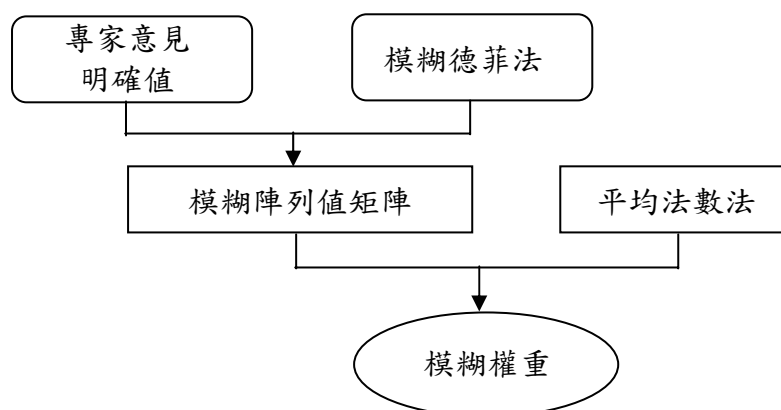 專家意見
明確值
模糊德菲法
模糊陣列值矩陣
平均法數法
模糊權重